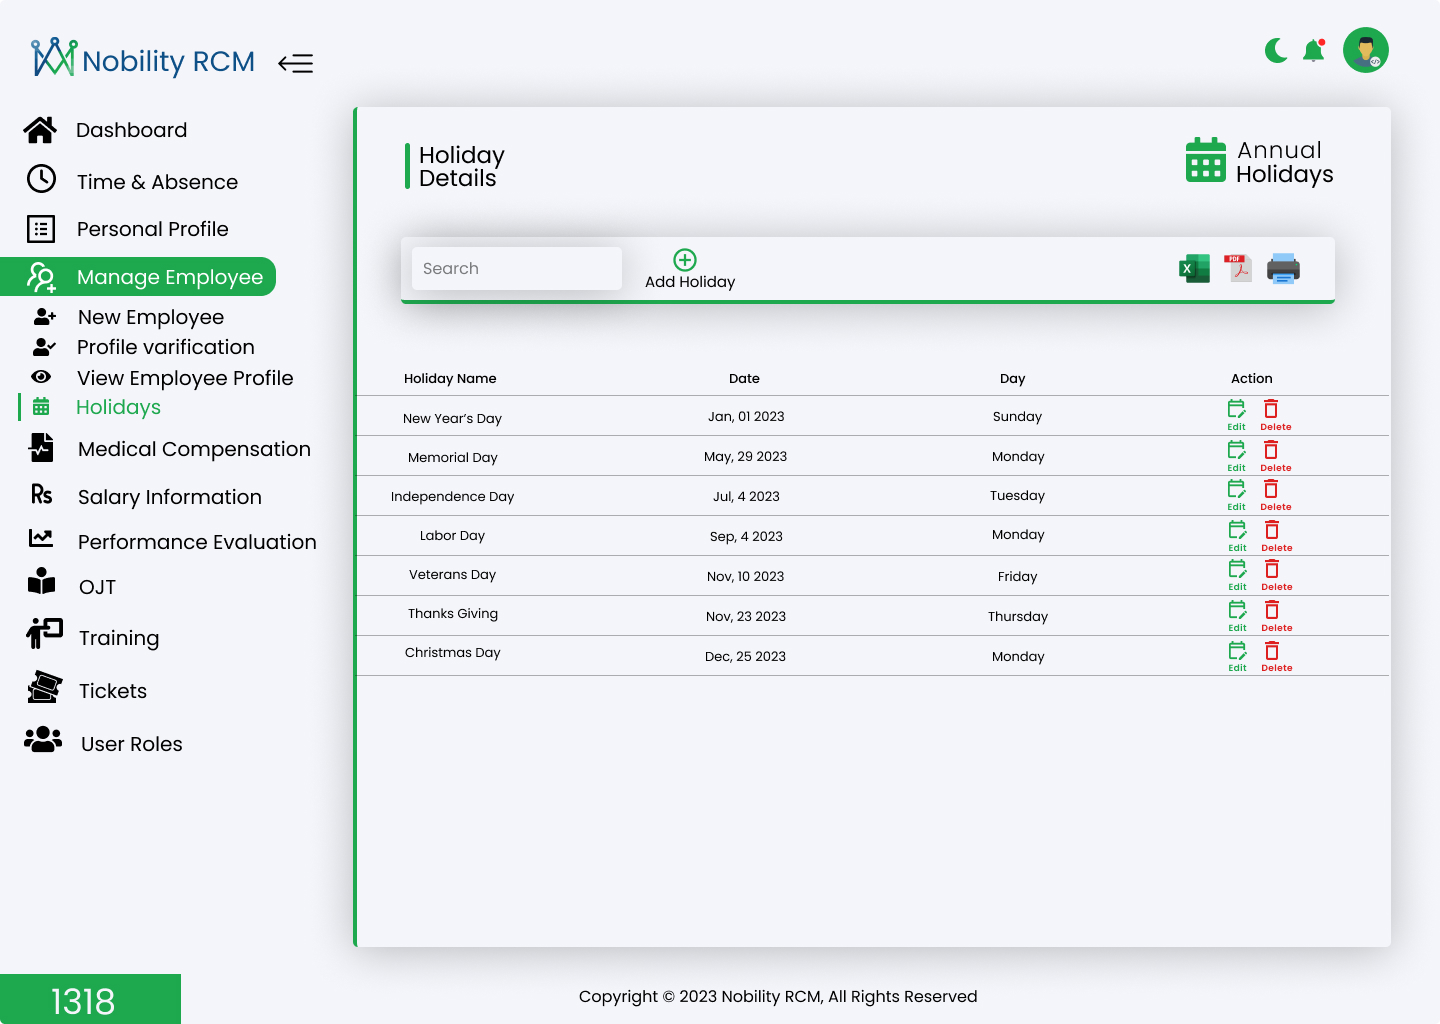 Nobility RCM
Dashboard
Time & Absence
Personal Profile
Manage Employee
New Employee
Profile varification
View Employee Profile
Holidays
Medical Compensation
Rs Salary Information
Performance Evaluation
OJT
Training
Tickets
User Roles
1318
Holiday
Details
Annual
Holidays
Search
Add Holiday
X
PDF
Holiday Name Date Day Action
New Year’s Day Jan, 01 2023 Sunday Edit Delete
Memorial Day May, 29 2023 Monday Edit Delete
Independence Day Jul, 4 2023 Tuesday Edit Delete
Labor Day Sep, 4 2023 Monday Edit Delete
Veterans Day Nov, 10 2023 Friday Edit Delete
Thanks Giving Nov, 23 2023 Thursday Edit Delete
Christmas Day Dec, 25 2023 Monday Edit Delete
Copyright © 2023 Nobility RCM, All Rights Reserved